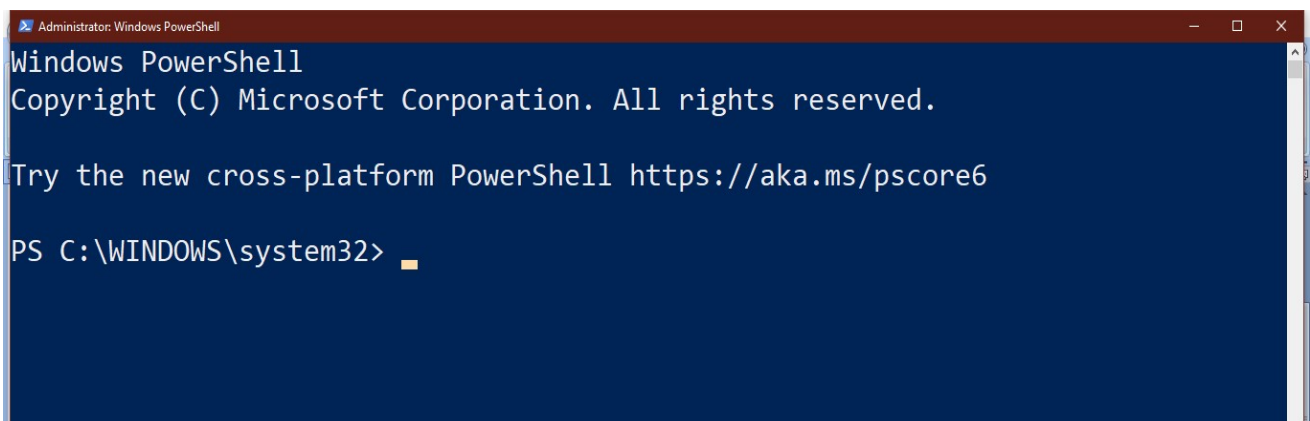 Administrator: Windows PowerShell
Windows PowerShell
Copyright (C) Microsoft Corporation. All rights reserved.
Try the new cross-platform PowerShell https://aka.ms/pscore6
PS C:\WINDOWS\system32>